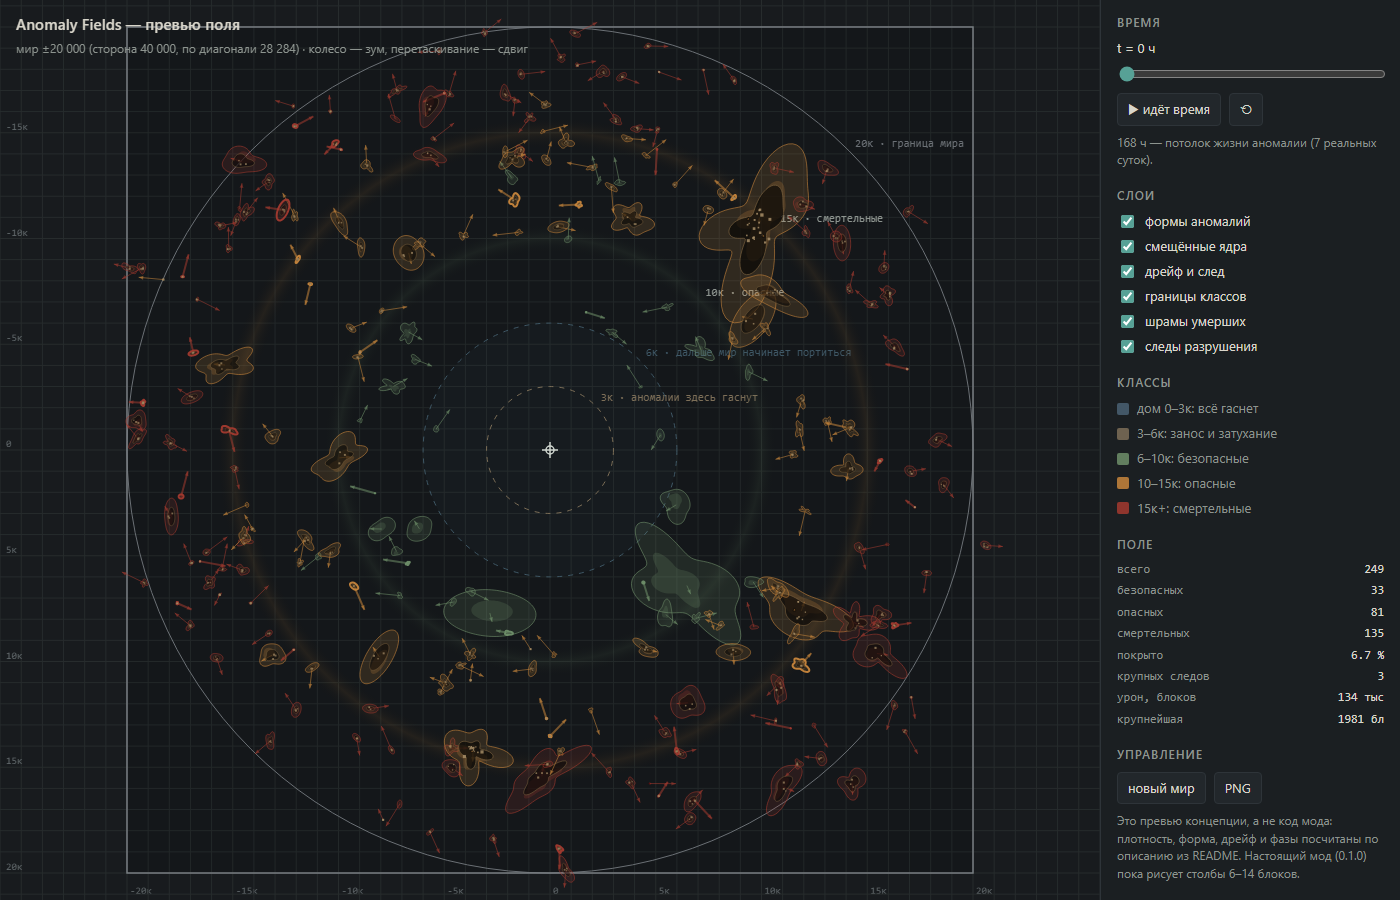 Anomaly Fields — превью поля
мир ±20 000 (сторона 40 000, по диагонали 28 284) · колесо — зум, перетаскивание — сдвиг
20к · граница мира
15к · смертельные
10к · опасные
6к · дальше мир начинает портиться
3к · аномалии здесь гаснут
-15к
-10к
-5к
0
5к
10к
15к
20к
-20к
-15к
-10к
-5к
0
5к
10к
15к
20к
ВРЕМЯ
t = 0 ч
▶ идёт время
⟲
168 ч — потолок жизни аномалии (7 реальных
суток).
СЛОИ
формы аномалий
смещённые ядра
дрейф и след
границы классов
шрамы умерших
следы разрушения
КЛАССЫ
дом 0–3к: всё гаснет
3–6к: занос и затухание
6–10к: безопасные
10–15к: опасные
15к+: смертельные
ПОЛЕ
всего 249
безопасных 33
опасных 81
смертельных 135
покрыто 6.7 %
крупных следов 3
урон, блоков 134 тыс
крупнейшая 1981 бл
УПРАВЛЕНИЕ
новый мир
PNG
Это превью концепции, а не код мода:
плотность, форма, дрейф и фазы посчитаны по
описанию из README. Настоящий мод (0.1.0)
пока рисует столбы 6–14 блоков.